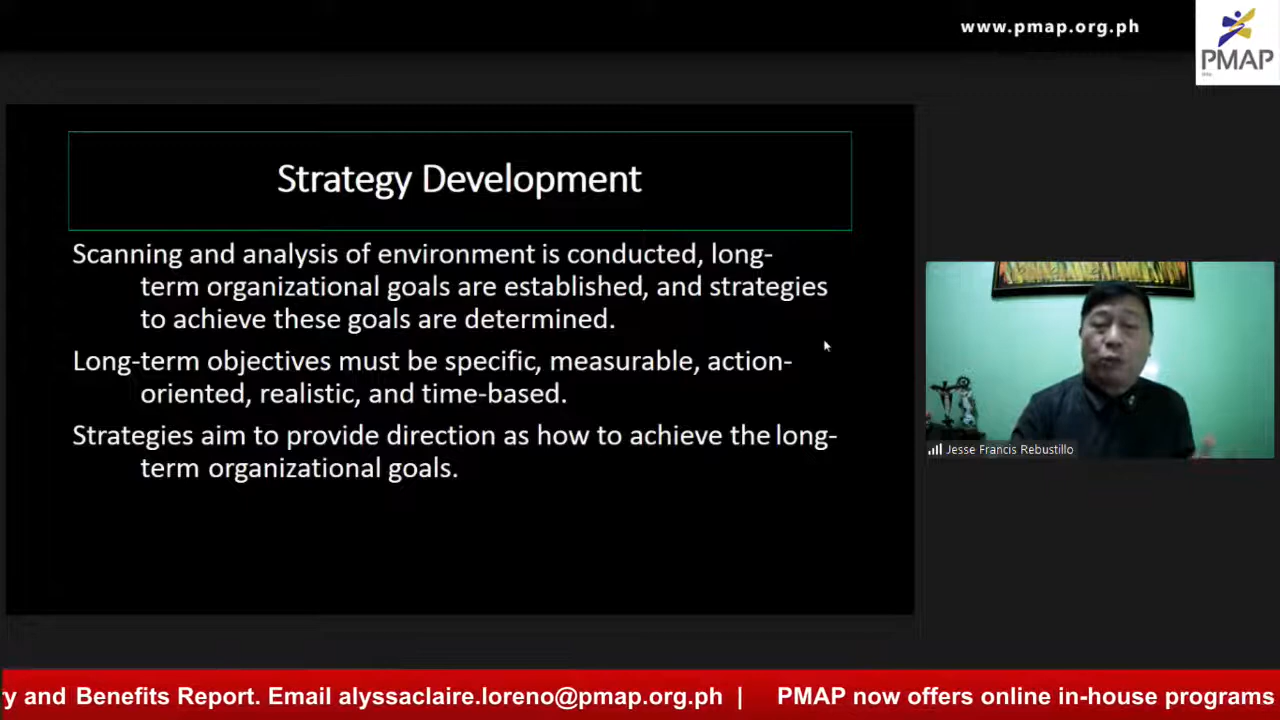 www.pmap.org.ph
PMAP
Strategy Development
Scanning and analysis of environment is conducted, long-
term organizational goals are established, and strategies
to achieve these goals are determined.
Long-term objectives must be specific, measurable, action-
oriented, realistic, and time-based.
Strategies aim to provide direction as how to achieve the long-
term organizational goals.
Jesse Francis Rebustillo
y and Benefits Report. Email alyssaclaire.loreno@pmap.org.ph | PMAP now offers online in-house programs